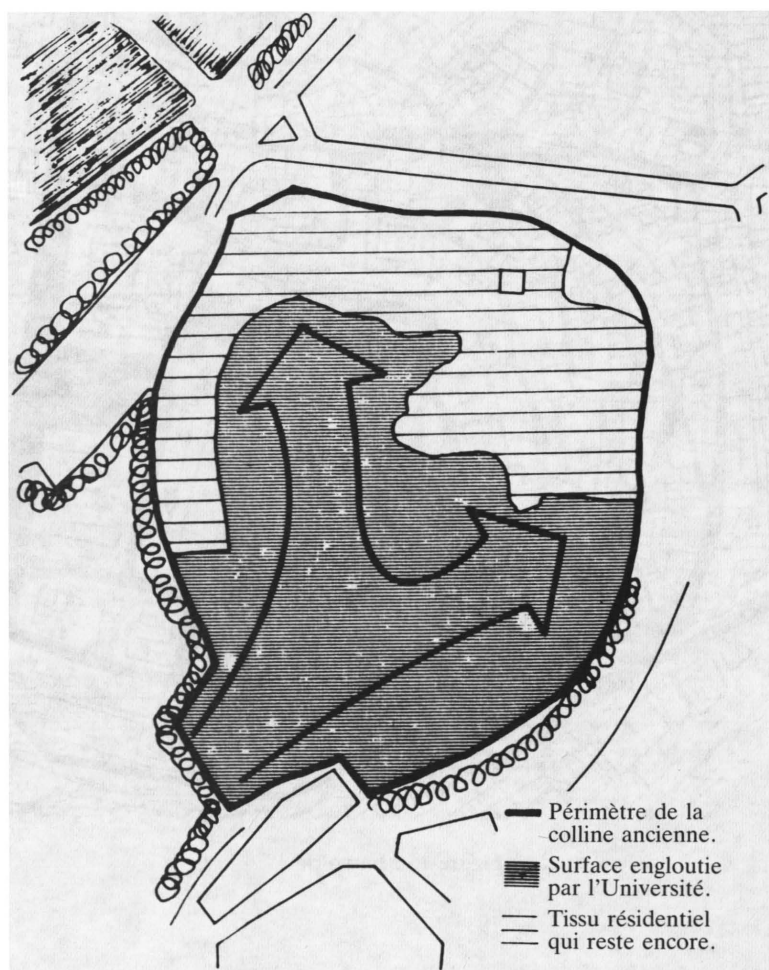 Périmètre de la
colline ancienne.
Surface engloutie
par l'Université.
Tissu résidentiel
qui reste encore.